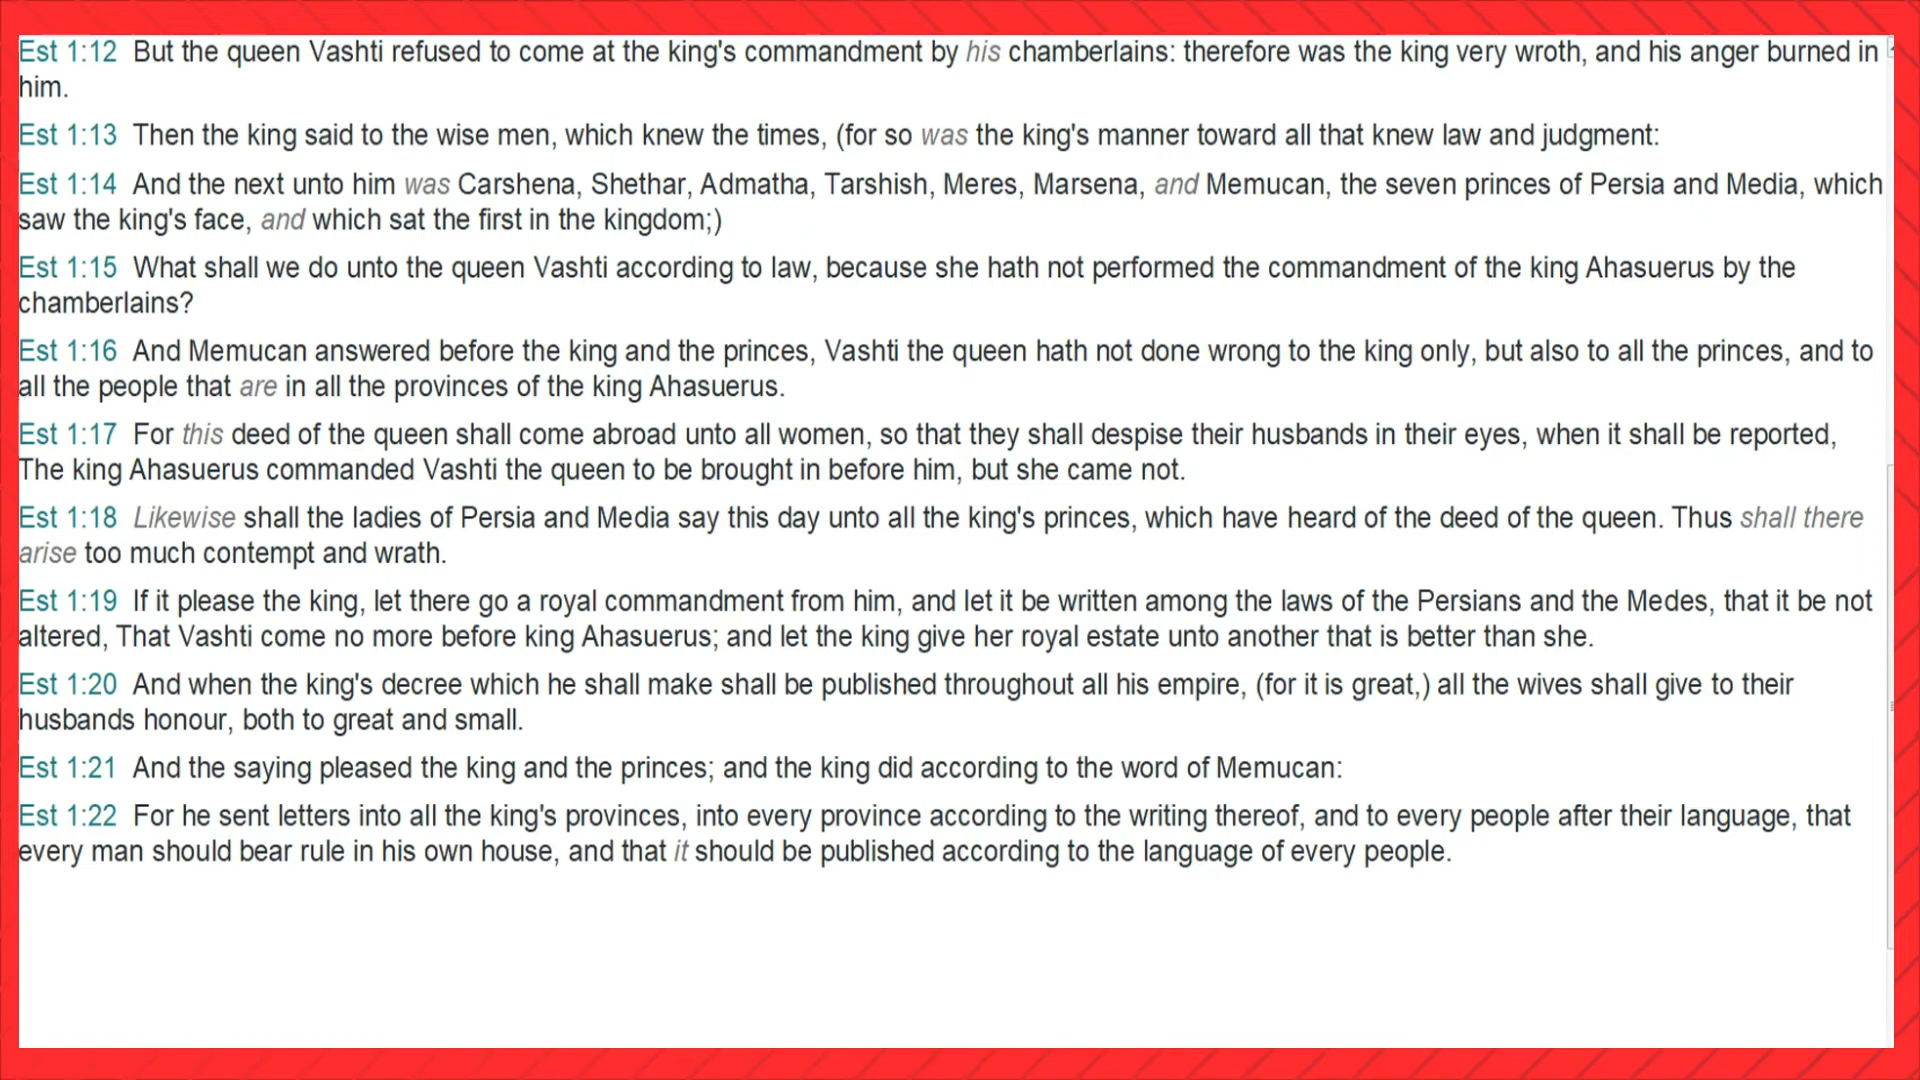 Est 1:12 But the queen Vashti refused to come at the king's commandment by his chamberlains: therefore was the king very wroth, and his anger burned in
him.
Est 1:13 Then the king said to the wise men, which knew the times, (for so was the king's manner toward all that knew law and judgment:
Est 1:14 And the next unto him was Carshena, Shethar, Admatha, Tarshish, Meres, Marsena, and Memucan, the seven princes of Persia and Media, which
saw the king's face, and which sat the first in the kingdom;)
Est 1:15 What shall we do unto the queen Vashti according to law, because she hath not performed the commandment of the king Ahasuerus by the
chamberlains?
Est 1:16 And Memucan answered before the king and the princes, Vashti the queen hath not done wrong to the king only, but also to all the princes, and to
all the people that are in all the provinces of the king Ahasuerus.
Est 1:17 For this deed of the queen shall come abroad unto all women, so that they shall despise their husbands in their eyes, when it shall be reported,
The king Ahasuerus commanded Vashti the queen to be brought in before him, but she came not.
Est 1:18 Likewise shall the ladies of Persia and Media say this day unto all the king's princes, which have heard of the deed of the queen. Thus shall there
arise too much contempt and wrath.
Est 1:19 If it please the king, let there go a royal commandment from him, and let it be written among the laws of the Persians and the Medes, that it be not
altered, That Vashti come no more before king Ahasuerus; and let the king give her royal estate unto another that is better than she.
Est 1:20 And when the king's decree which he shall make shall be published throughout all his empire, (for it is great,) all the wives shall give to their
husbands honour, both to great and small.
Est 1:21 And the saying pleased the king and the princes; and the king did according to the word of Memucan:
Est 1:22 For he sent letters into all the king's provinces, into every province according to the writing thereof, and to every people after their language, that
every man should bear rule in his own house, and that it should be published according to the language of every people.